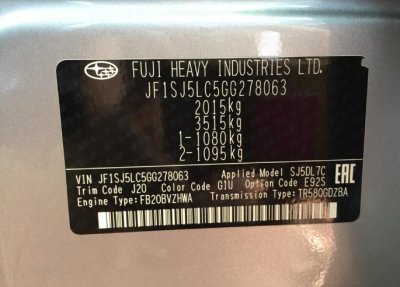 FUJI HEAVY INDUSTRIES LTD.
JF1SJ5LC5GG278063
2015kg
3515kg
1-1080kg
2-1095kg
VIN JF1SJ5LC5GG278063 Applied Model SJ5DL7C
Trim Code J20 Color Code G1U Option Code E92S
Engine Type: FB20BVZHWA Transmission Type: TR580GDZBA
EAC